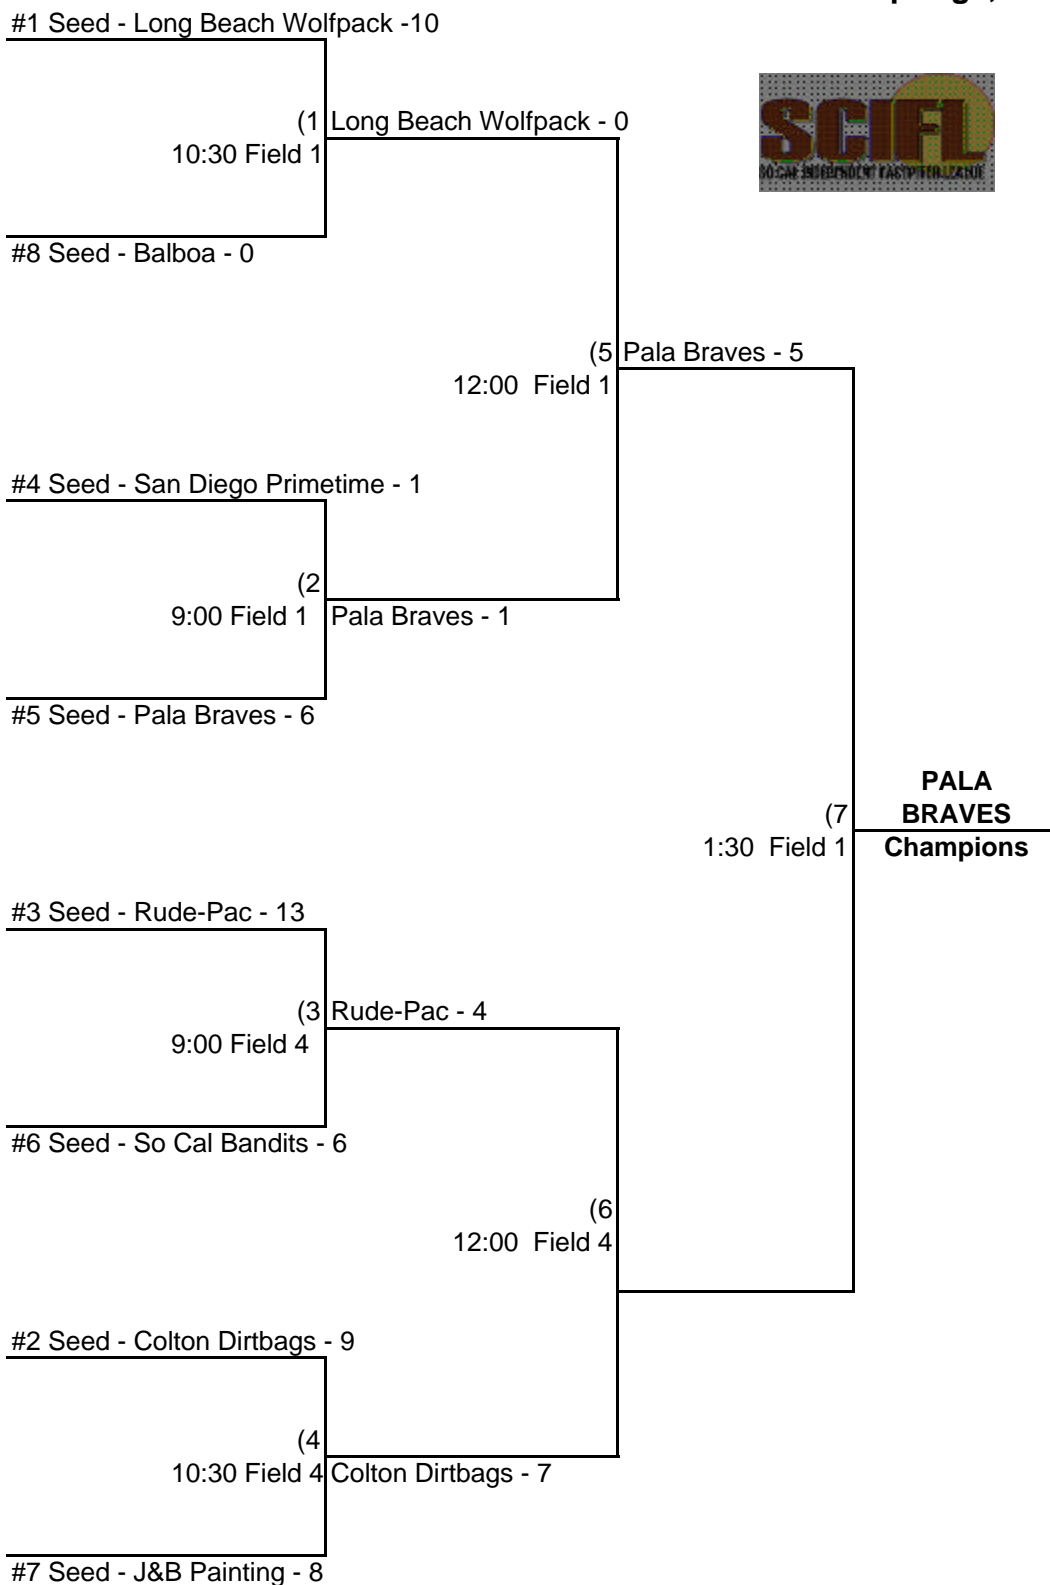 #1 Seed - Long Beach Wolfpack -10
SCIFL
(1 Long Beach Wolfpack - 0
10:30 Field 1
#8 Seed - Balboa - 0
(5 Pala Braves - 5
12:00 Field 1
#4 Seed - San Diego Primetime - 1
(2
9:00 Field 1 Pala Braves - 1
#5 Seed - Pala Braves - 6
PALA
(7 BRAVES
1:30 Field 1 Champions
#3 Seed - Rude-Pac - 13
(3 Rude-Pac - 4
9:00 Field 4
#6 Seed - So Cal Bandits - 6
(6
12:00 Field 4
#2 Seed - Colton Dirtbags - 9
(4
10:30 Field 4 Colton Dirtbags - 7
#7 Seed - J&B Painting - 8